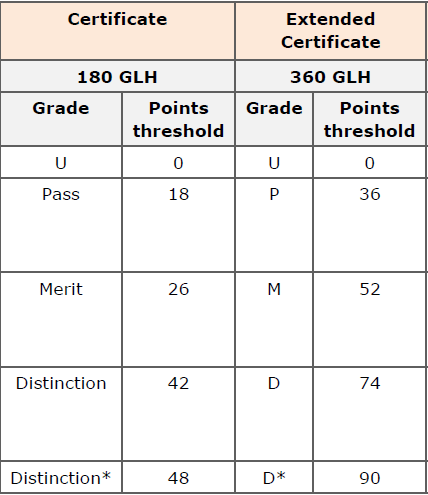 Certificate Extended
Certificate
180 GLH 360 GLH
Grade Points Grade Points
threshold threshold
U 0 U 0
Pass 18 P 36
Merit 26 M 52
Distinction 42 D 74
Distinction* 48 D* 90